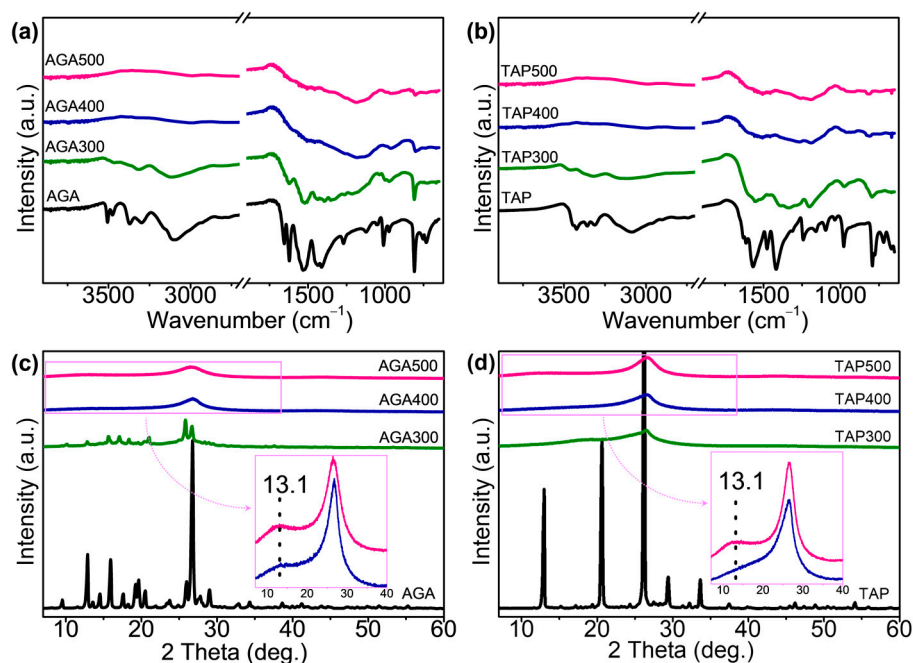 (a)
AGA500
AGA400
AGA300
AGA
Intensity (a.u.)
3500 3000 1500 1000
Wavenumber (cm⁻¹)
(b)
TAP500
TAP400
TAP300
TAP
Intensity (a.u.)
3500 3000 1500 1000
Wavenumber (cm⁻¹)
(c)
AGA500
AGA400
AGA300
13.1
10 20 30 40
AGA
Intensity (a.u.)
10 20 30 40 50 60
2 Theta (deg.)
(d)
TAP500
TAP400
TAP300
13.1
10 20 30 40
TAP
Intensity (a.u.)
10 20 30 40 50 60
2 Theta (deg.)